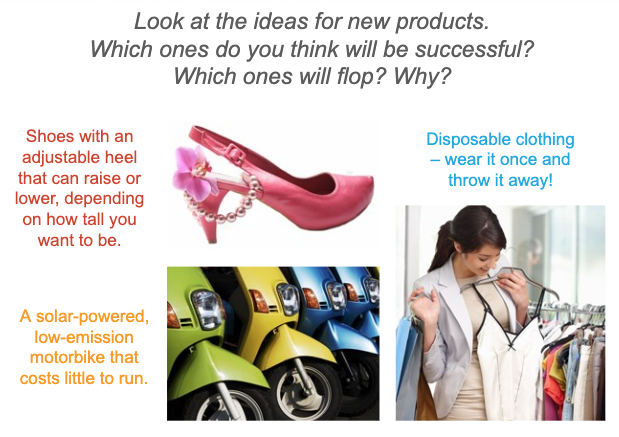 Look at the ideas for new products.
Which ones do you think will be successful?
Which ones will flop? Why?
Shoes with an
adjustable heel
that can raise or
lower, depending
on how tall you
want to be.
Disposable clothing
– wear it once and
throw it away!
A solar-powered,
low-emission
motorbike that
costs little to run.